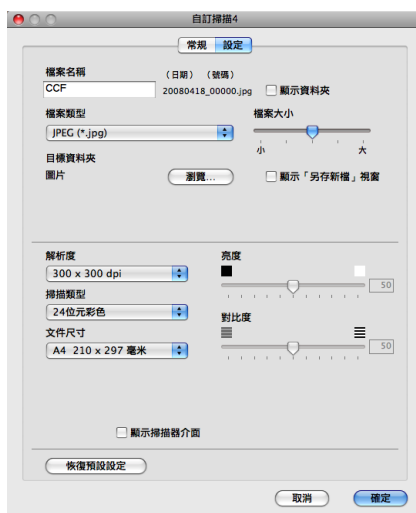 自訂掃描4
常規 設定
檔案名稱 (日期) (號碼)
CCF 20080418_00000.jpg 顯示資料夾
檔案類型 檔案大小
JPEG (*.jpg)
小 大
目標資料夾
圖片 瀏覽... 顯示「另存新檔」視窗
解析度 亮度
300 x 300 dpi
50
掃描類型
24位元彩色 對比度
文件尺寸
A4 210 x 297 毫米 50
顯示掃描器介面
恢復預設設定
取消 確定